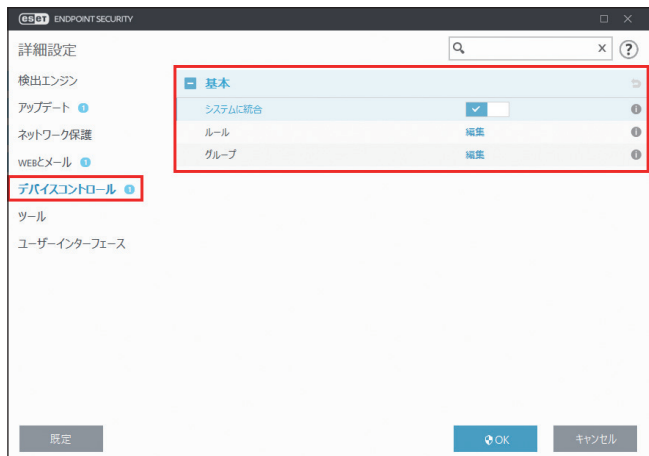 eset ENDPOINT SECURITY
詳細設定
x
?
検出エンジン
アップデート 1
ネットワーク保護
WEBとメール 1
デバイスコントロール 1
ツール
ユーザーインターフェース
基本
システムに統合
ルール 編集
グループ 編集
既定
OK
キャンセル